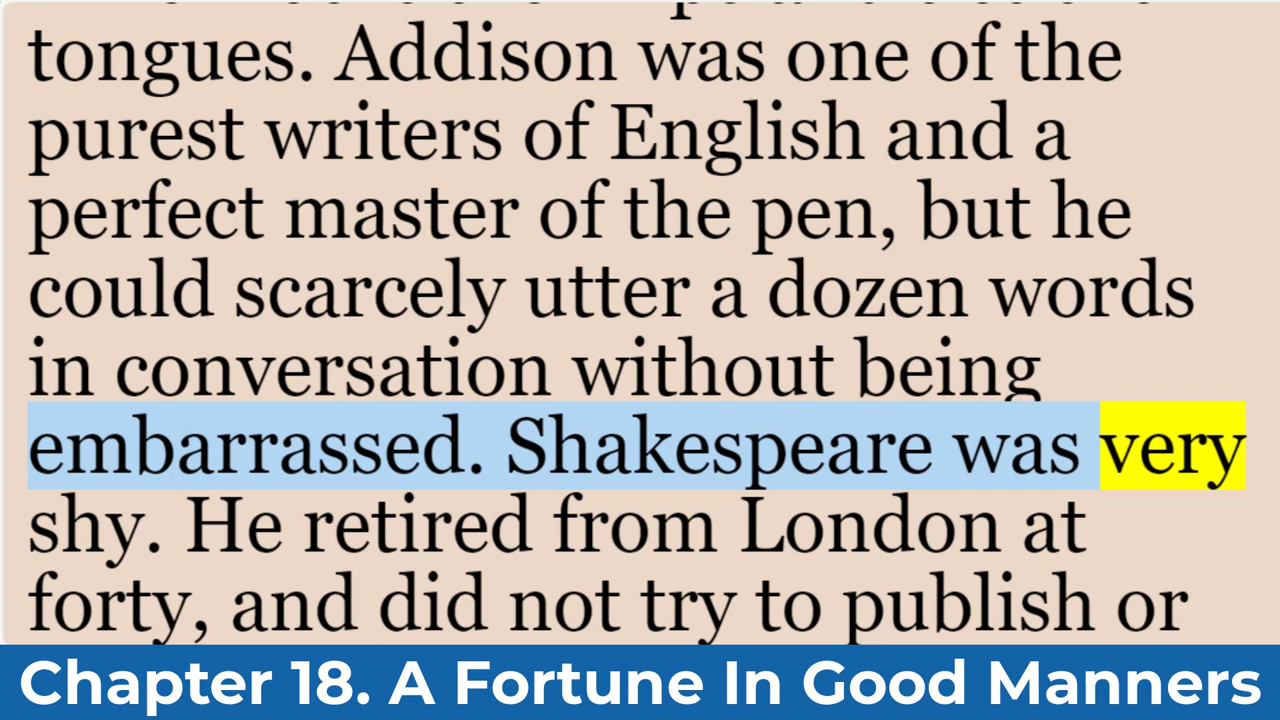 tongues. Addison was one of the
purest writers of English and a
perfect master of the pen, but he
could scarcely utter a dozen words
in conversation without being
embarrassed. Shakespeare was very
shy. He retired from London at
forty, and did not try to publish or
Chapter 18. A Fortune In Good Manners